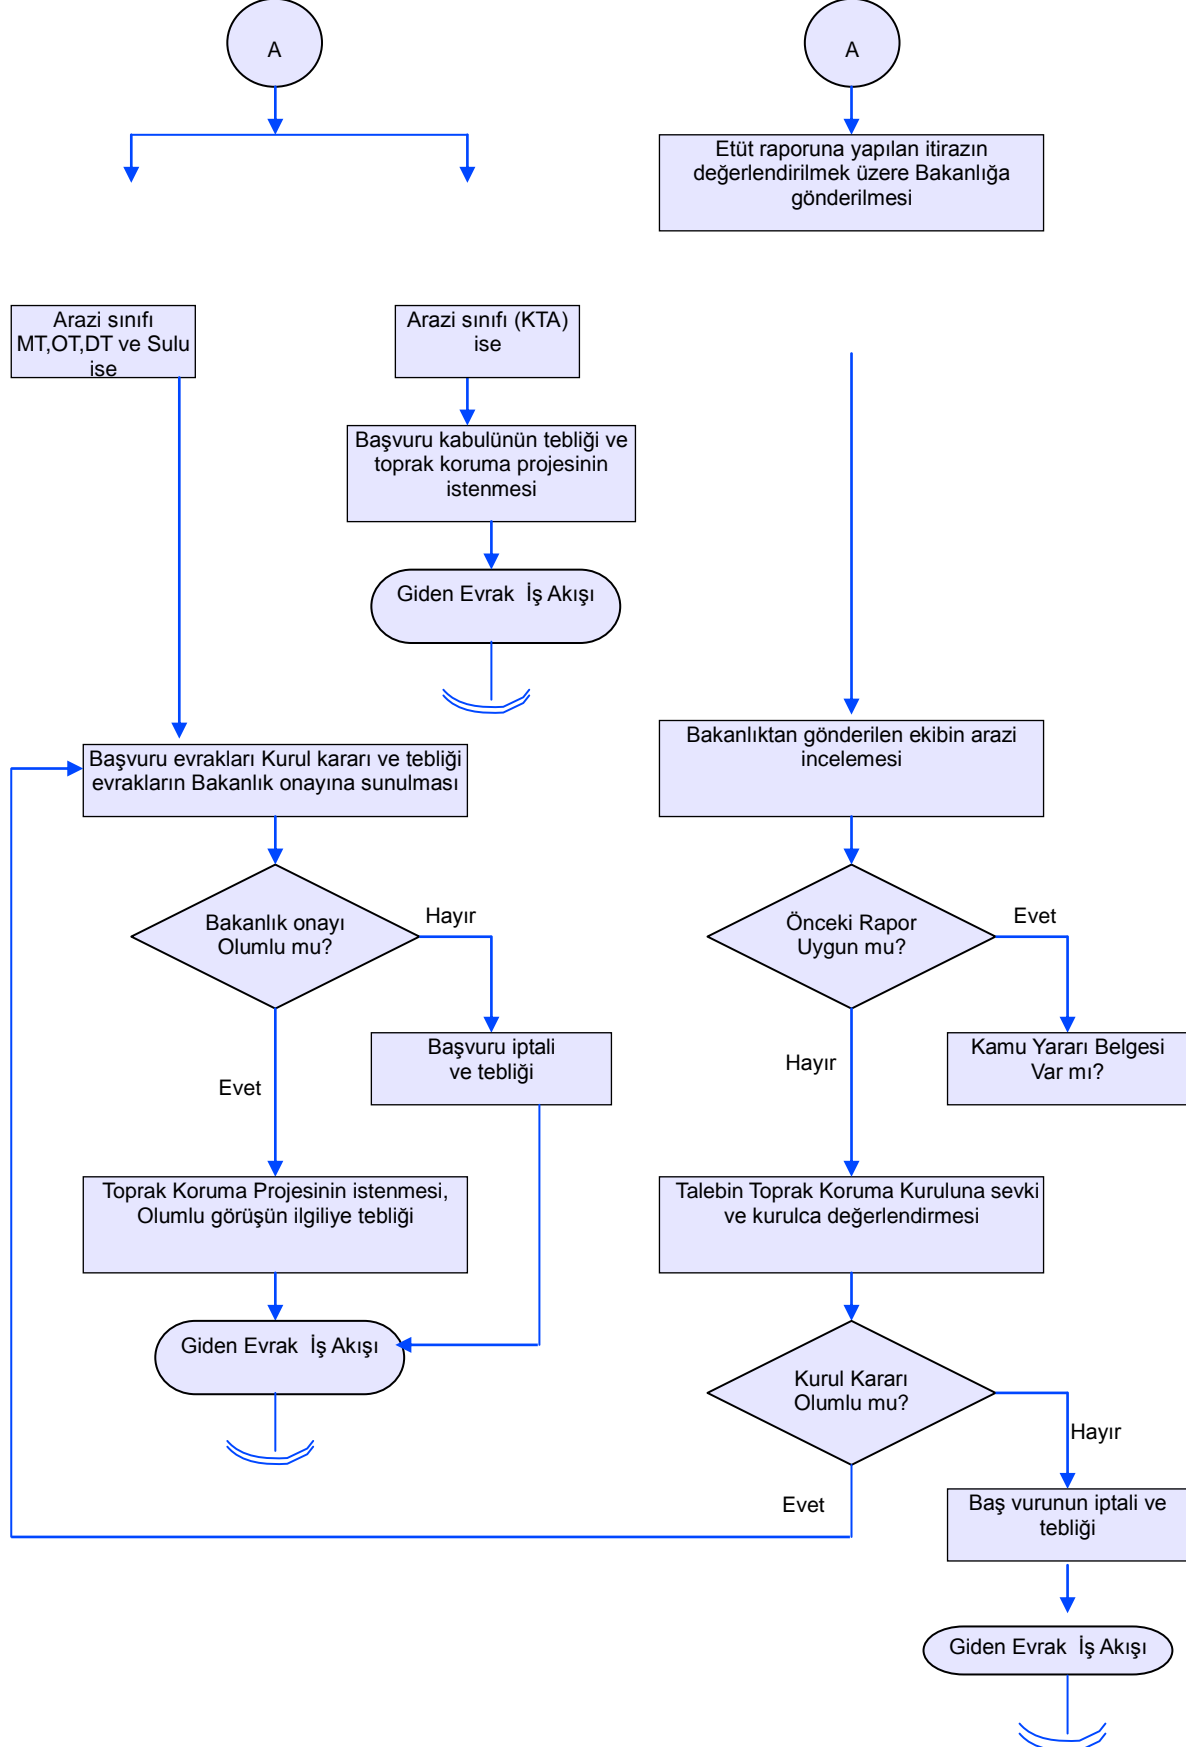 A
A
Etüt raporuna yapılan itirazın
değerlendirilmek üzere Bakanlığa
gönderilmesi
Arazi sınıfı
MT,OT,DT ve Sulu
ise
Arazi sınıfı (KTA)
ise
Başvuru kabulünün tebliği ve
toprak koruma projesinin
istenmesi
Giden Evrak İş Akışı
Başvuru evrakları Kurul kararı ve tebliği
evrakların Bakanlık onayına sunulması
Bakanlıktan gönderilen ekibin arazi
incelemesi
Bakanlık onayı
Olumlu mu?
Hayır
Önceki Rapor
Uygun mu?
Evet
Başvuru iptali
ve tebliği
Kamu Yararı Belgesi
Var mı?
Evet
Hayır
Toprak Koruma Projesinin istenmesi,
Olumlu görüşün ilgiliye tebliği
Talebin Toprak Koruma Kuruluna sevki
ve kurulca değerlendirmesi
Giden Evrak İş Akışı
Kurul Kararı
Olumlu mu?
Hayır
Evet
Baş vurunun iptali ve
tebliği
Giden Evrak İş Akışı